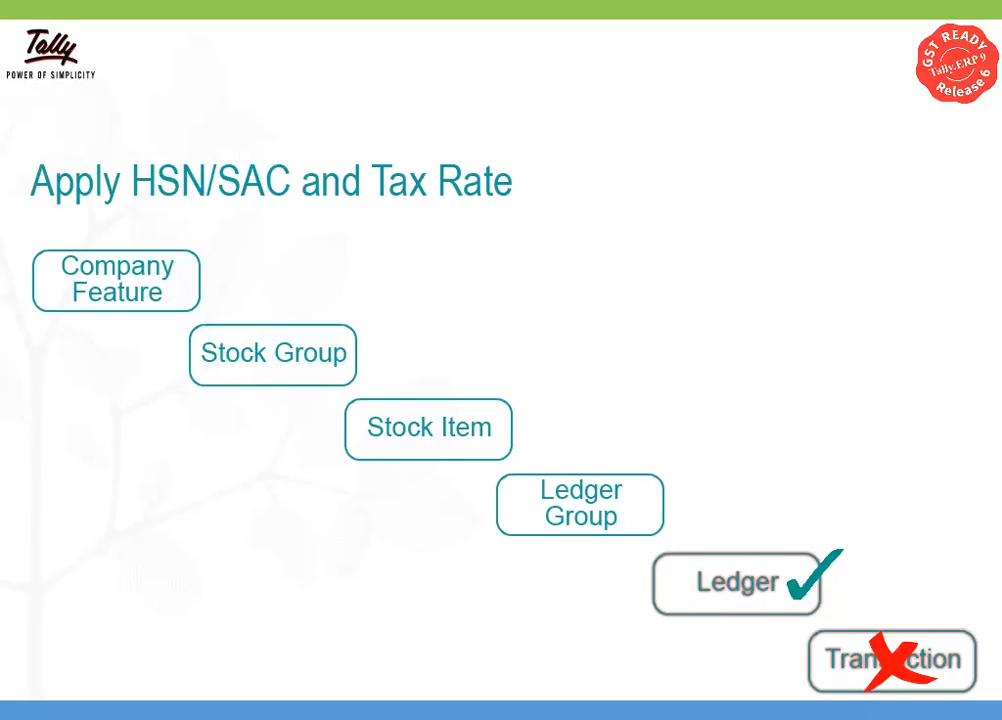 Tally
POWER OF SIMPLICITY
GST READY
Tally.ERP 9
Release 6
Apply HSN/SAC and Tax Rate
Company
Feature
Stock Group
Stock Item
Ledger
Group
Ledger
Transaction